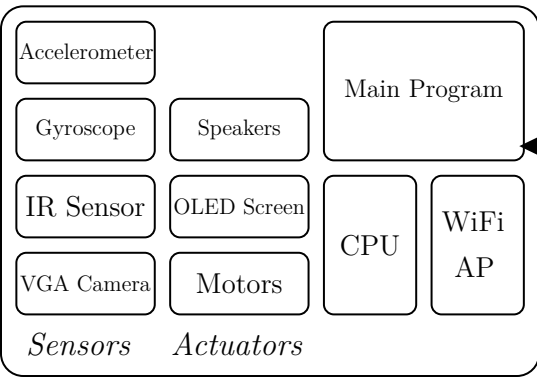 Accelerometer
Gyroscope
IR Sensor
VGA Camera
Sensors
Speakers
OLED Screen
Motors
Actuators
Main Program
CPU
WiFi
AP